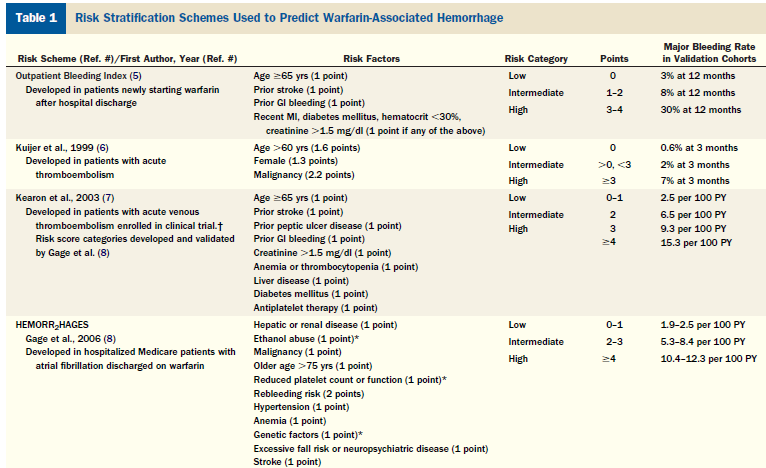 Table 1 Risk Stratification Schemes Used to Predict Warfarin-Associated Hemorrhage
Risk Scheme (Ref. #)/First Author, Year (Ref. #) Risk Factors Risk Category Points Major Bleeding Rate in Validation Cohorts
Outpatient Bleeding Index (5) Age ≥65 yrs (1 point) Low 0 3% at 12 months
Developed in patients newly starting warfarin Prior stroke (1 point) Intermediate 1–2 8% at 12 months
after hospital discharge Prior GI bleeding (1 point) High 3–4 30% at 12 months
Recent MI, diabetes mellitus, hematocrit <30%,
creatinine >1.5 mg/dl (1 point if any of the above)
Kuijer et al., 1999 (6) Age >60 yrs (1.6 points) Low 0 0.6% at 3 months
Developed in patients with acute Female (1.3 points) Intermediate >0, <3 2% at 3 months
thromboembolism Malignancy (2.2 points) High ≥3 7% at 3 months
Kearon et al., 2003 (7) Age ≥65 yrs (1 point) Low 0–1 2.5 per 100 PY
Developed in patients with acute venous Prior stroke (1 point) Intermediate 2 6.5 per 100 PY
thromboembolism enrolled in clinical trial.† Prior peptic ulcer disease (1 point) High 3 9.3 per 100 PY
Risk score categories developed and validated Prior GI bleeding (1 point) ≥4 15.3 per 100 PY
by Gage et al. (8) Creatinine >1.5 mg/dl (1 point)
Anemia or thrombocytopenia (1 point)
Liver disease (1 point)
Diabetes mellitus (1 point)
Antiplatelet therapy (1 point)
HEMORR₂HAGES Hepatic or renal disease (1 point) Low 0–1 1.9–2.5 per 100 PY
Gage et al., 2006 (8) Ethanol abuse (1 point)* Intermediate 2–3 5.3–8.4 per 100 PY
Developed in hospitalized Medicare patients with Malignancy (1 point) High ≥4 10.4–12.3 per 100 PY
atrial fibrillation discharged on warfarin Older age >75 yrs (1 point)
Reduced platelet count or function (1 point)*
Rebleeding risk (2 points)
Hypertension (1 point)
Anemia (1 point)
Genetic factors (1 point)*
Excessive fall risk or neuropsychiatric disease (1 point)
Stroke (1 point)